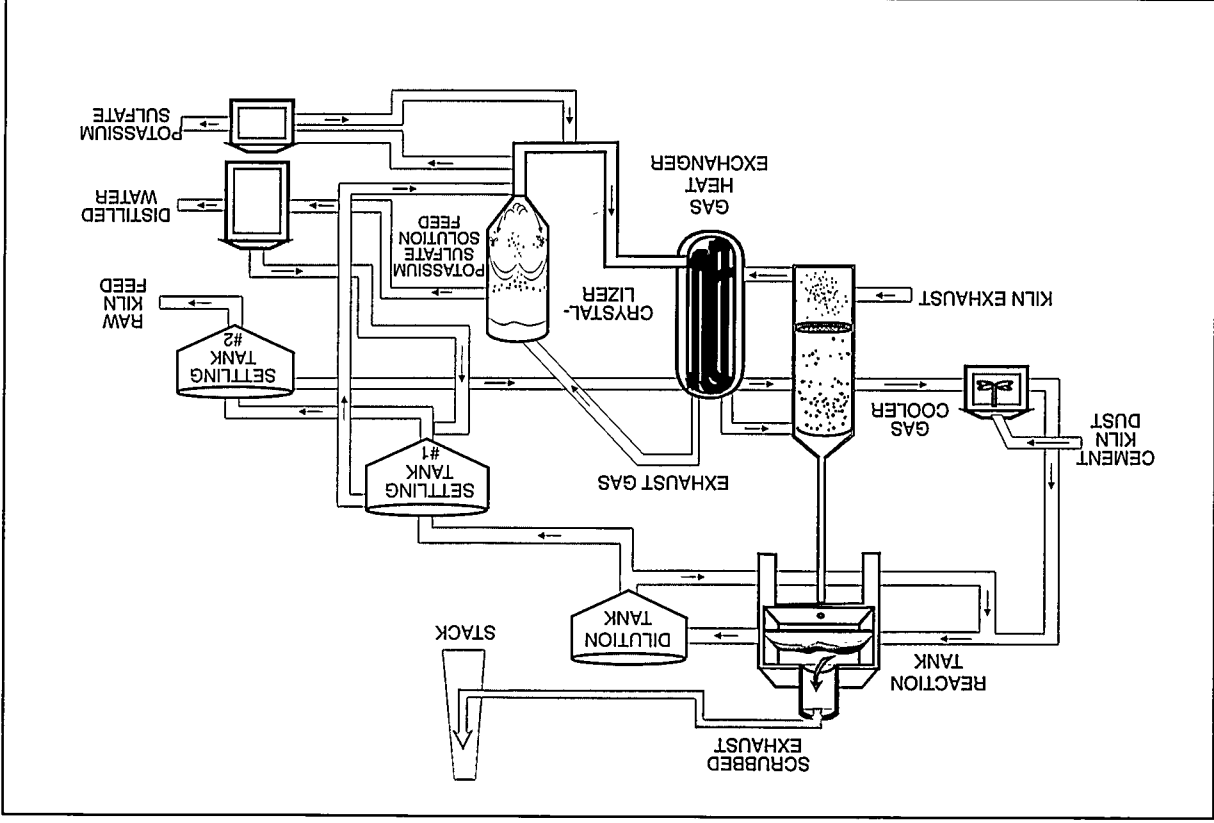 SCRUBBED
EXHAUST
REACTION
TANK
DILUTION
TANK
STACK
EXHAUST GAS
SETTLING
TANK
#1
CEMENT
KILN
DUST
GAS
COOLER
SETTLING
TANK
#2
KILN EXHAUST
CRYSTAL-
LIZER
RAW
KILN
FEED
POTASSIUM
SULFATE
SOLUTION
FEED
GAS
HEAT
EXCHANGER
DISTILLED
WATER
POTASSIUM
SULFATE